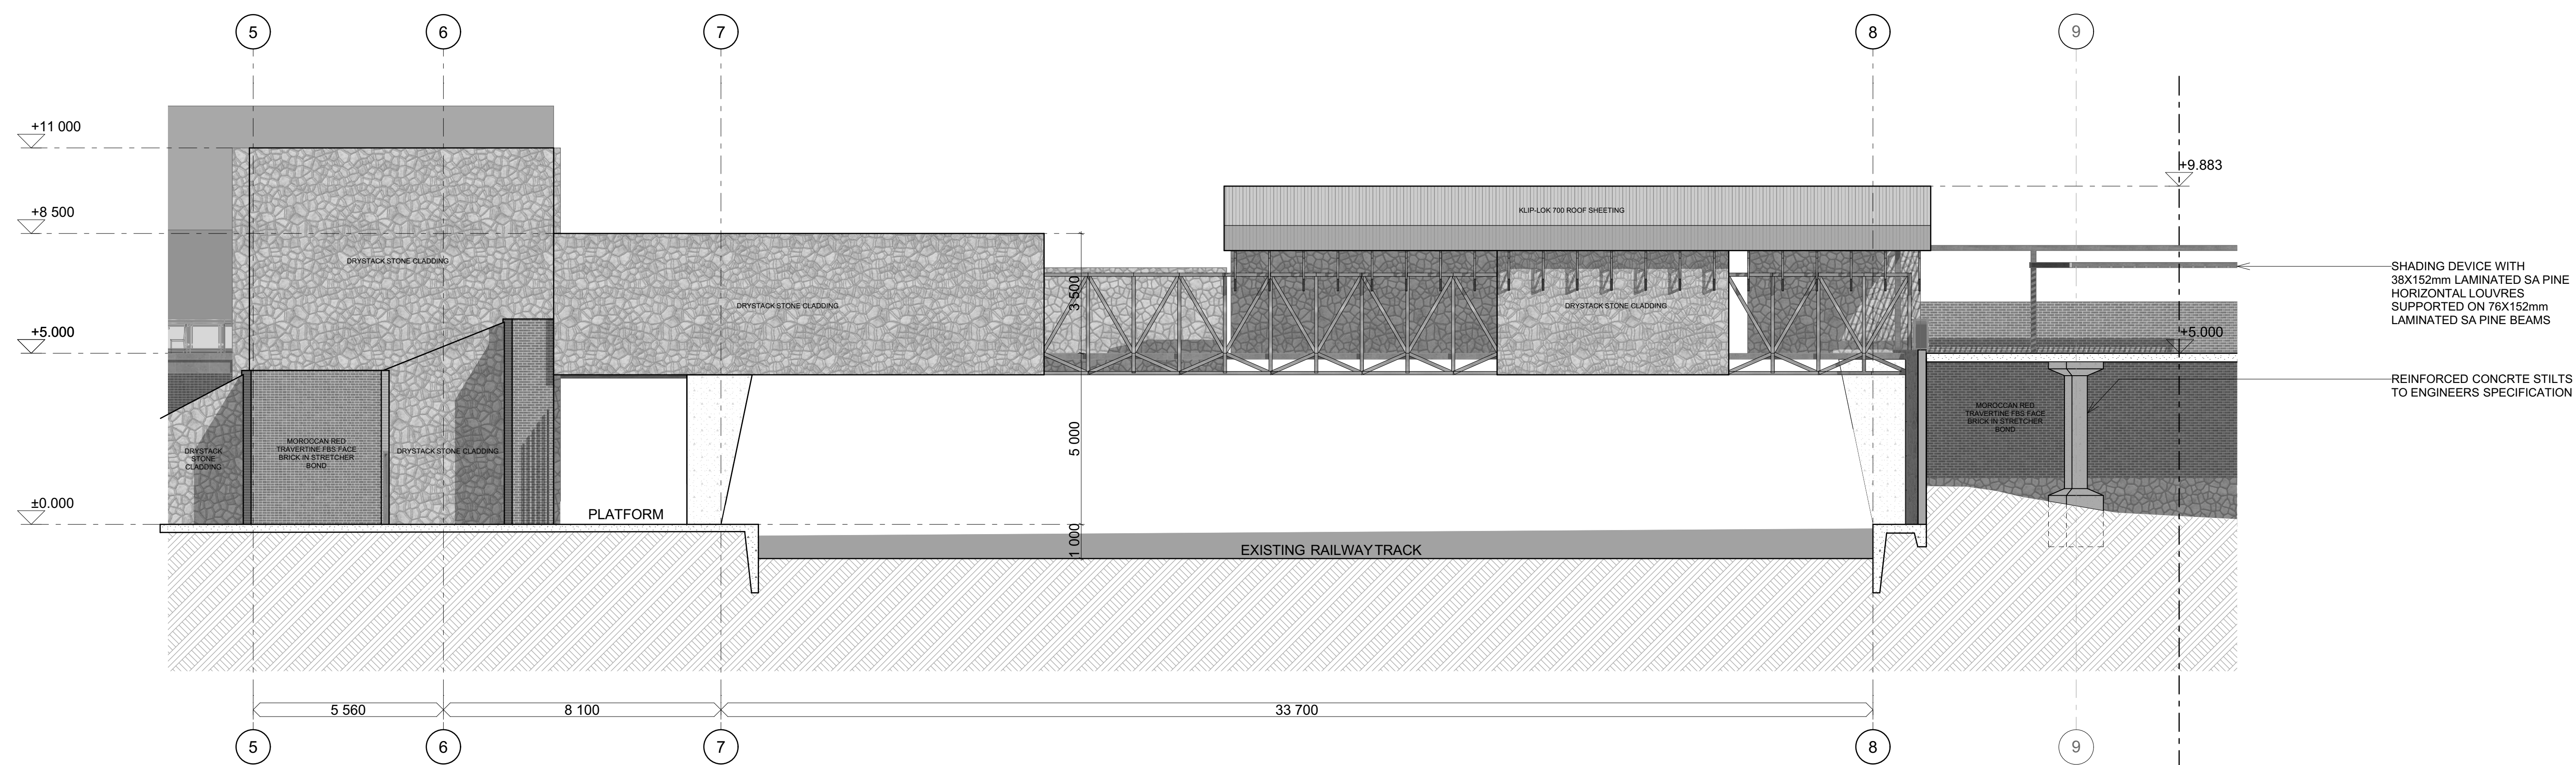 5
6
7
8
9
+11 000
+8 500
+5.000
±0.000
+9.883
+5.000
KLIP-LOK 700 ROOF SHEETING
DRYSTACK STONE CLADDING
DRYSTACK STONE CLADDING
DRYSTACK STONE CLADDING
3 500
5 000
1 000
SHADING DEVICE WITH
38X152mm LAMINATED SA PINE
HORIZONTAL LOUVRES
SUPPORTED ON 76X152mm
LAMINATED SA PINE BEAMS
REINFORCED CONCRTE STILTS
TO ENGINEERS SPECIFICATION
DRYSTACK
STONE
CLADDING
MOROCCAN RED
TRAVERTINE FBS FACE
BRICK IN STRETCHER
BOND
DRYSTACK STONE CLADDING
MOROCCAN RED
TRAVERTINE FBS FACE
BRICK IN STRETCHER
BOND
PLATFORM
EXISTING RAILWAY TRACK
5 560
8 100
33 700
5
6
7
8
9